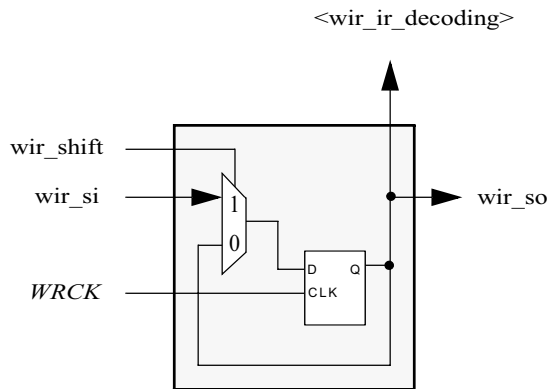 <wir_ir_decoding>
wir_shift
wir_si
1
wir_so
0
D
Q
WRCK
CLK